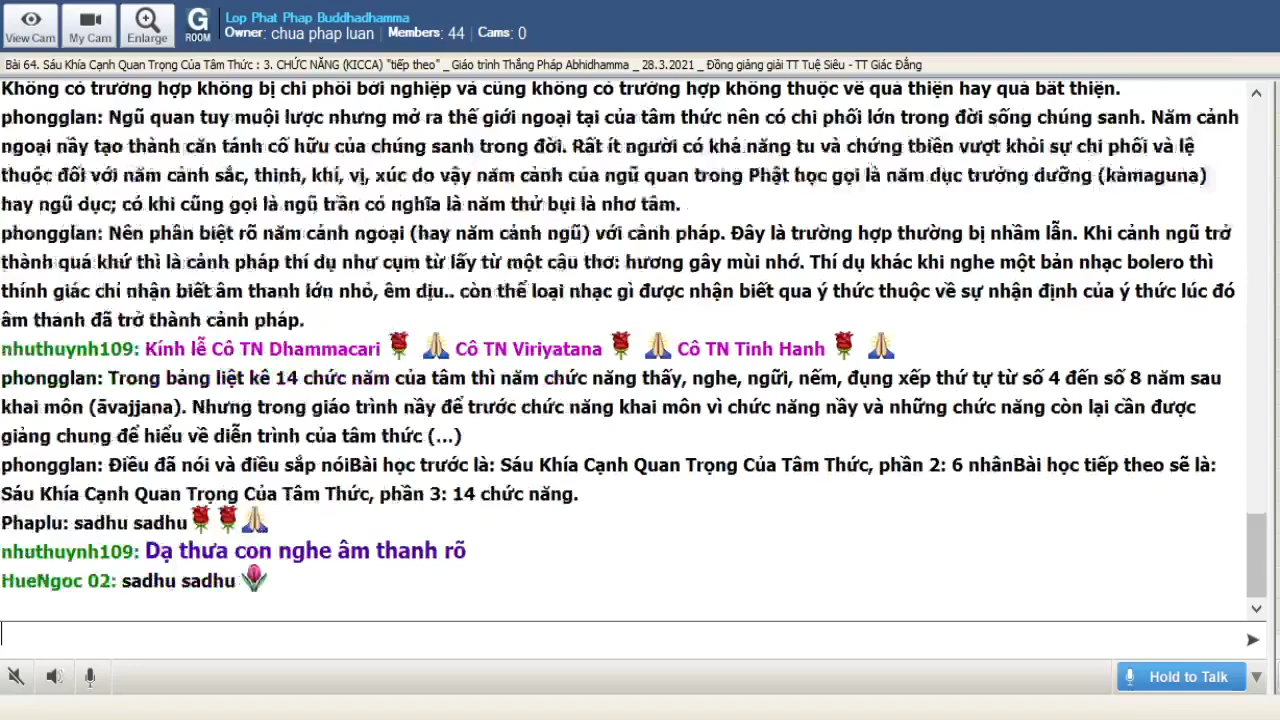 View Cam
My Cam
Enlarge
G
ROOM
Lop Phat Phap Buddhadhamma
Owner: chua phap luan | Members: 44 | Cams: 0
Bài 64. Sáu Khía Cạnh Quan Trọng Của Tâm Thức : 3. CHỨC NĂNG (KICCA) "tiếp theo" _ Giáo trình Thắng Pháp Abhidhamma _ 28.3.2021 _ Đồng giảng giải TT Tuệ Siêu - TT Giác Đẳng
Không có trường hợp không bị chi phối bởi nghiệp và cũng không có trường hợp không thuộc về quả thiện hay quả bất thiện.
phongglan: Ngũ quan tuy muội lược nhưng mở ra thế giới ngoại tại của tâm thức nên có chi phối lớn trong đời sống chúng sanh. Năm cảnh
ngoại nầy tạo thành căn tánh cố hữu của chúng sanh trong đời. Rất ít người có khả năng tu và chứng thiền vượt khỏi sự chi phối và lệ
thuộc đối với năm cảnh sắc, thinh, khí, vị, xúc do vậy năm cảnh của ngũ quan trong Phật học gọi là năm dục trưởng dưỡng (kàmaguna)
hay ngũ dục; có khi cũng gọi là ngũ trần có nghĩa là năm thứ bụi là nhơ tâm.
phongglan: Nên phân biệt rõ năm cảnh ngoại (hay năm cảnh ngũ) với cảnh pháp. Đây là trường hợp thường bị nhầm lẫn. Khi cảnh ngũ trở
thành quá khứ thì là cảnh pháp thí dụ như cụm từ lấy từ một câu thơ: hương gây mùi nhớ. Thí dụ khác khi nghe một bản nhạc bolero thì
thính giác chỉ nhận biết âm thanh lớn nhỏ, êm dịu.. còn thể loại nhạc gì được nhận biết qua ý thức thuộc về sự nhận định của ý thức lúc đó
âm thanh đã trở thành cảnh pháp.
nhuthuynh109: Kính lễ Cô TN Dhammacari Cô TN Viriyatana Cô TN Tinh Hanh
phongglan: Trong bảng liệt kê 14 chức năm của tâm thì năm chức năng thấy, nghe, ngữi, nếm, đụng xếp thứ tự từ số 4 đến số 8 năm sau
khai môn (āvajjana). Nhưng trong giáo trình nầy để trước chức năng khai môn vì chức năng nầy và những chức năng còn lại cần được
giảng chung để hiểu về diễn trình của tâm thức (...)
phongglan: Điều đã nói và điều sắp nóiBài học trước là: Sáu Khía Cạnh Quan Trọng Của Tâm Thức, phần 2: 6 nhânBài học tiếp theo sẽ là:
Sáu Khía Cạnh Quan Trọng Của Tâm Thức, phần 3: 14 chức năng.
Phaplu: sadhu sadhu
nhuthuynh109: Dạ thưa con nghe âm thanh rõ
HueNgoc 02: sadhu sadhu
Hold to Talk